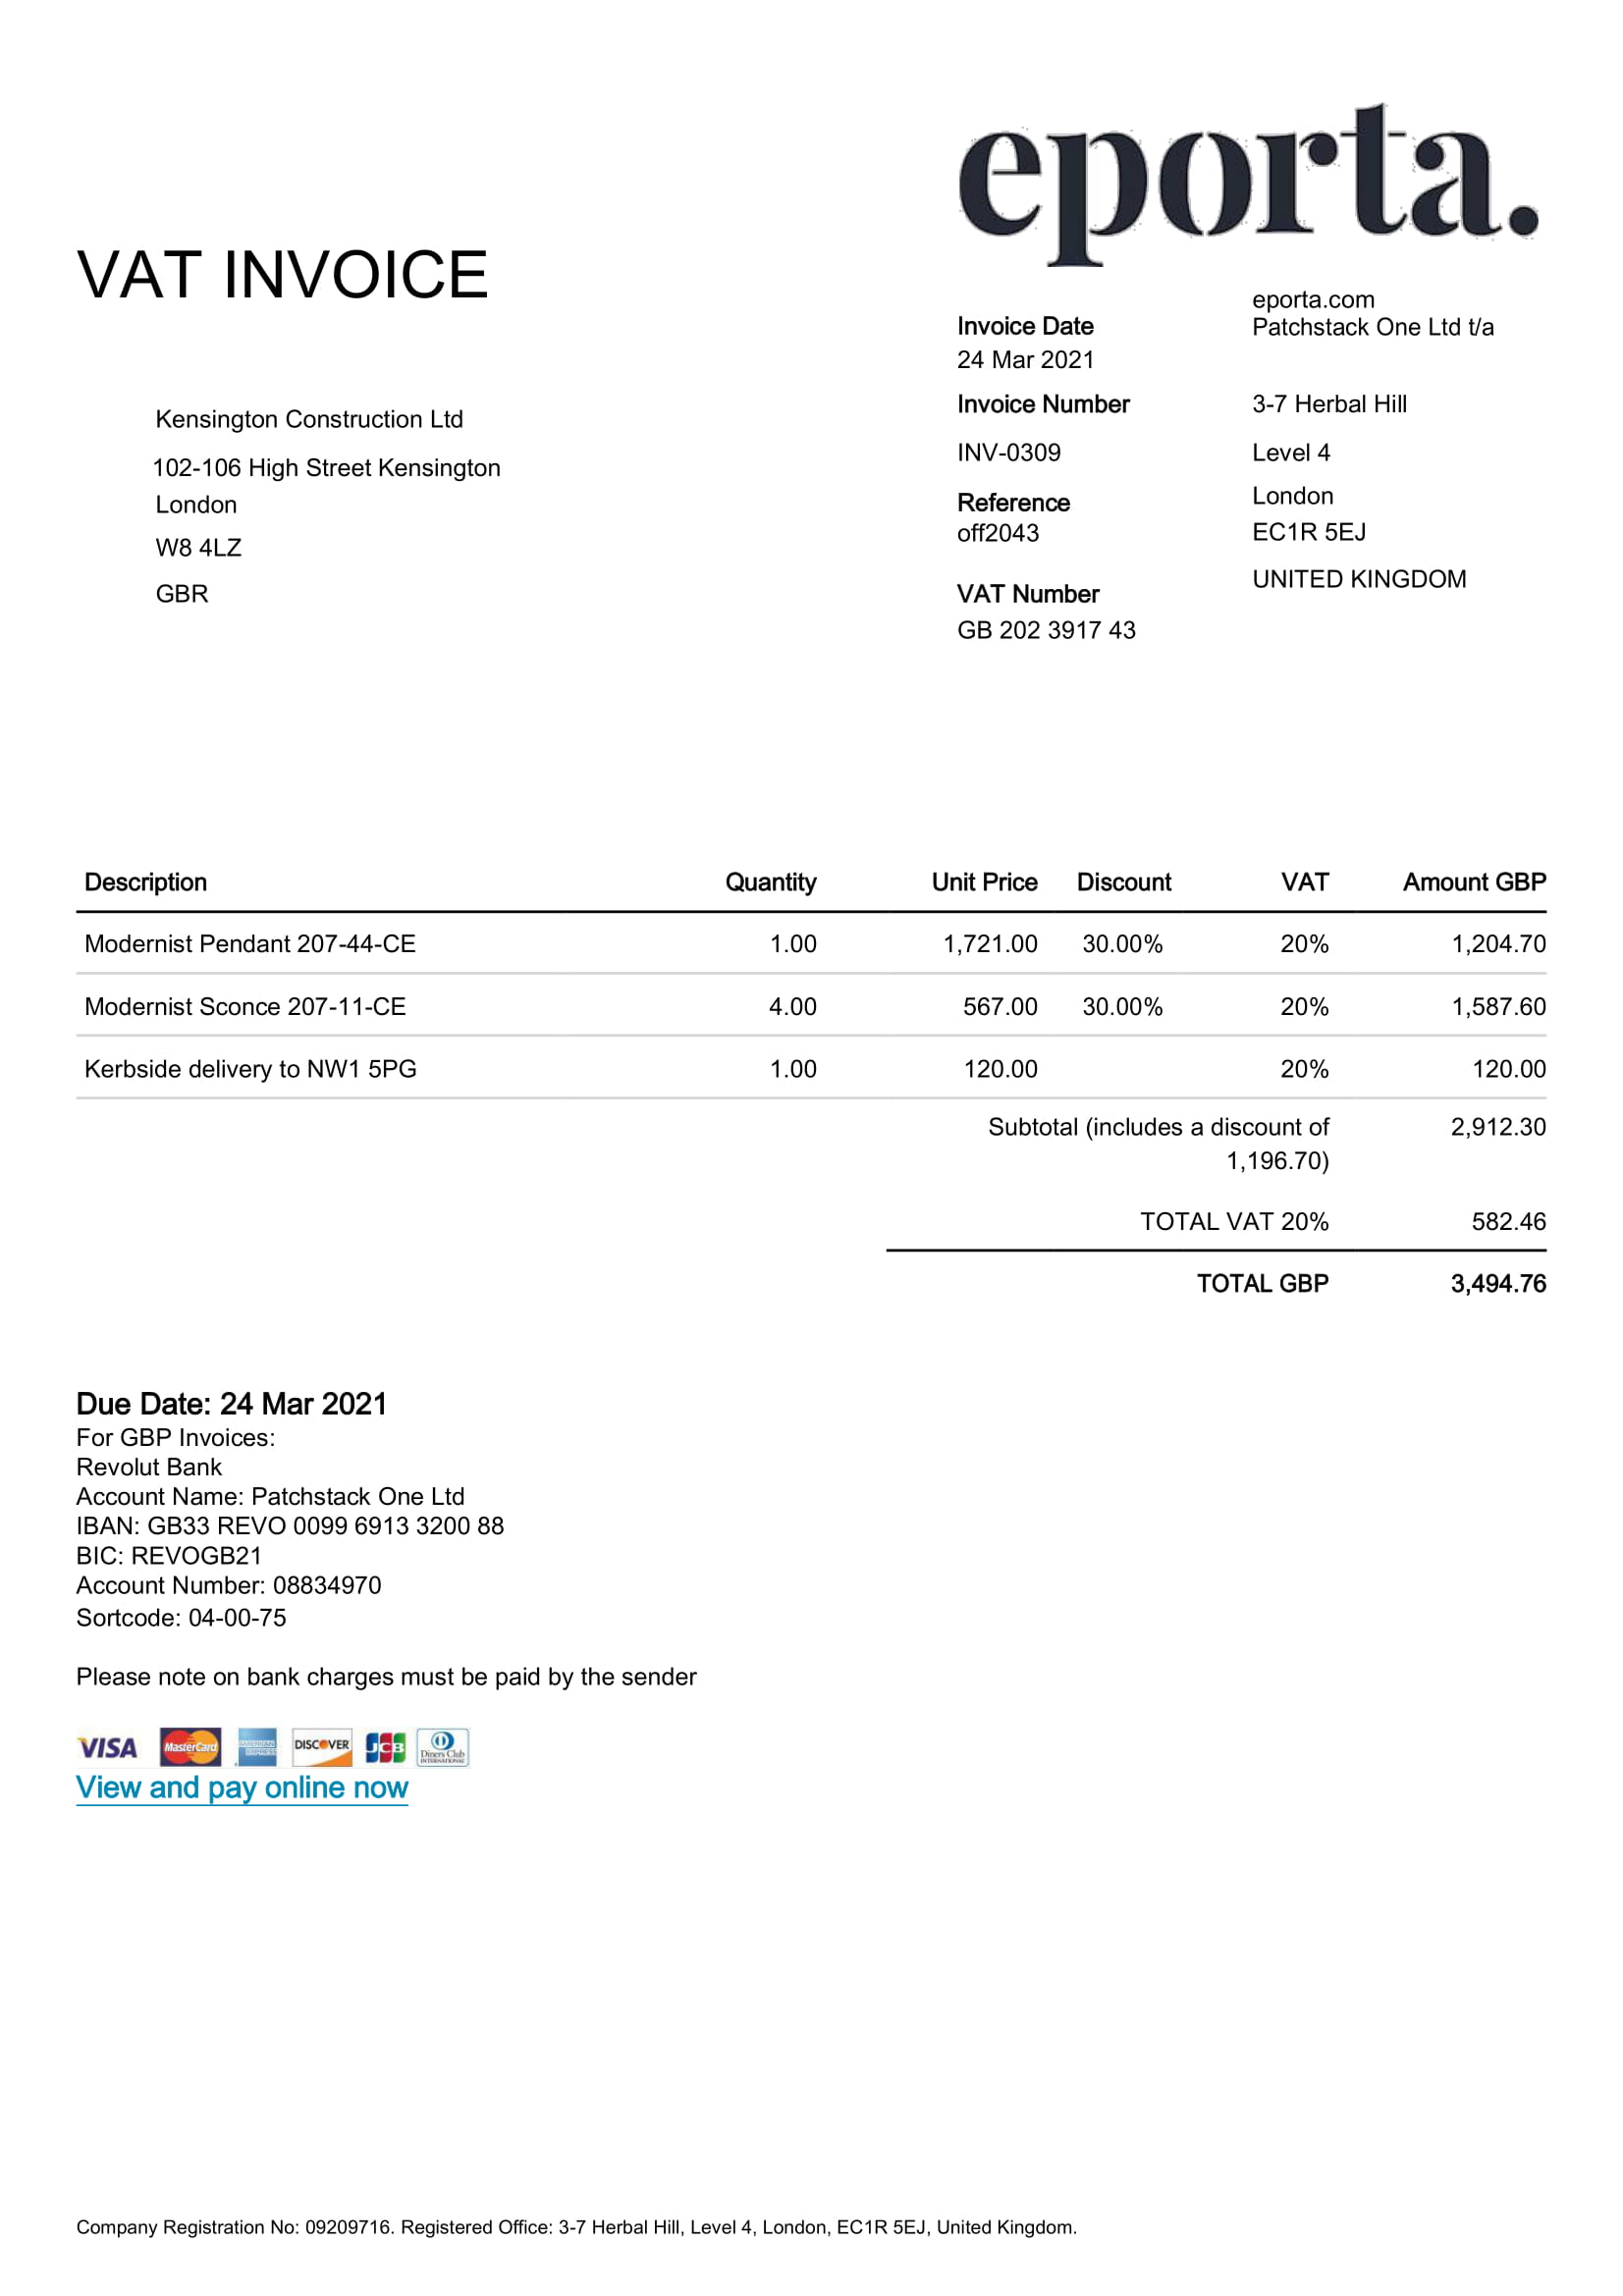 eporta.
VAT INVOICE
Kensington Construction Ltd
102-106 High Street Kensington
London
W8 4LZ
GBR
Invoice Date
24 Mar 2021
Invoice Number
INV-0309
Reference
off2043
VAT Number
GB 202 3917 43
eporta.com
Patchstack One Ltd t/a
3-7 Herbal Hill
Level 4
London
EC1R 5EJ
UNITED KINGDOM
Description Quantity Unit Price Discount VAT Amount GBP
Modernist Pendant 207-44-CE 1.00 1,721.00 30.00% 20% 1,204.70
Modernist Sconce 207-11-CE 4.00 567.00 30.00% 20% 1,587.60
Kerbside delivery to NW1 5PG 1.00 120.00 20% 120.00
Subtotal (includes a discount of 2,912.30
1,196.70)
TOTAL VAT 20% 582.46
TOTAL GBP 3,494.76
Due Date: 24 Mar 2021
For GBP Invoices:
Revolut Bank
Account Name: Patchstack One Ltd
IBAN: GB33 REVO 0099 6913 3200 88
BIC: REVOGB21
Account Number: 08834970
Sortcode: 04-00-75
Please note on bank charges must be paid by the sender
VISA MasterCard AMERICAN EXPRESS DISCOVER JCB Diners Club INTERNATIONAL
View and pay online now
Company Registration No: 09209716. Registered Office: 3-7 Herbal Hill, Level 4, London, EC1R 5EJ, United Kingdom.